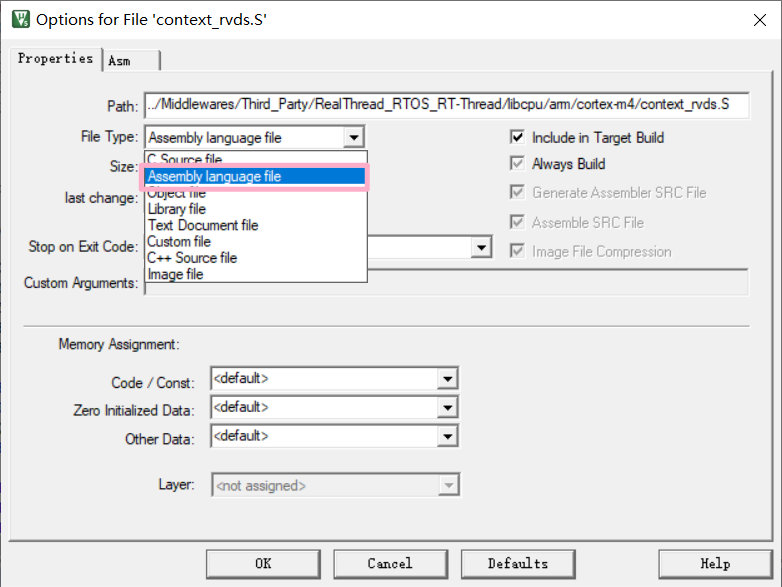 Options for File 'context_rvds.S'
Properties Asm
Path: ../Middlewares/Third_Party/RealThread_RTOS_RT-Thread/libcpu/arm/cortex-m4/context_rvds.S
File Type: Assembly language file
Include in Target Build
C Source file
Size: Assembly language file
Always Build
Object file
last change:
Generate Assembler SRC File
Library file
Text Document file
Assemble SRC File
Stop on Exit Code: Custom file
C++ Source file
Image File Compression
Image file
Custom Arguments:
Memory Assignment:
Code / Const: <default>
Zero Initialized Data: <default>
Other Data: <default>
Layer: <not assigned>
OK Cancel Defaults Help